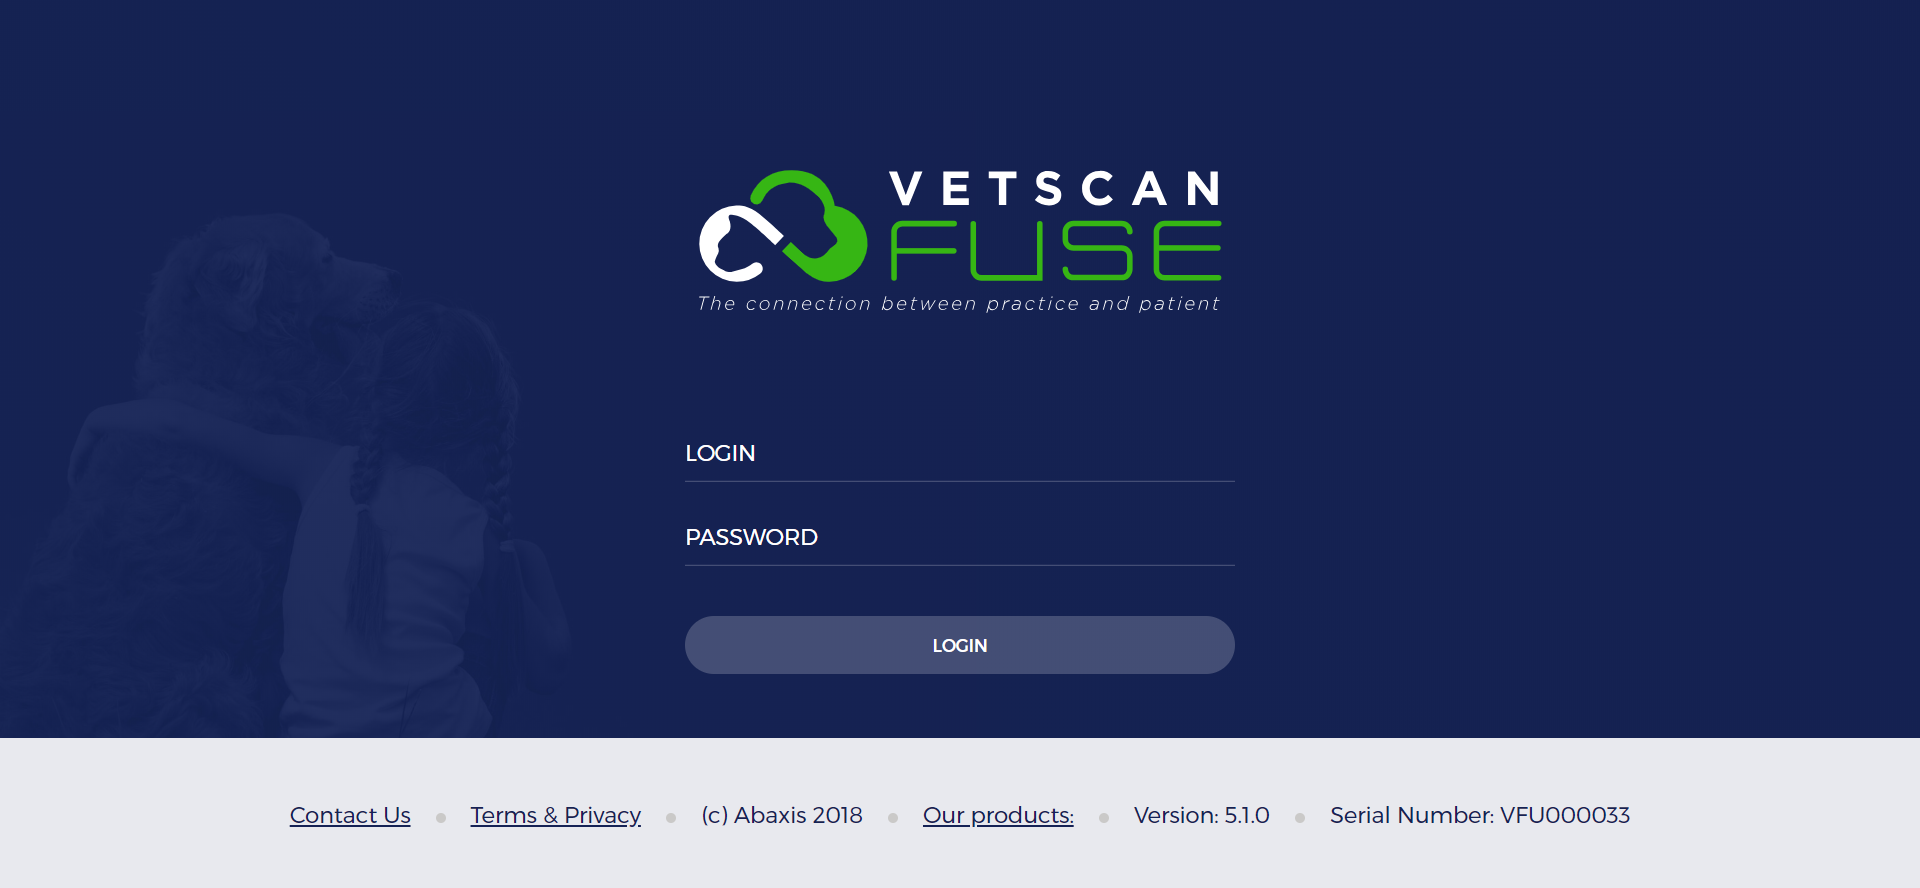 VETSCAN
FUSE
The connection between practice and patient
LOGIN
PASSWORD
LOGIN
Contact Us • Terms & Privacy • (c) Abaxis 2018 • Our products: • Version: 5.1.0 • Serial Number: VFU000033